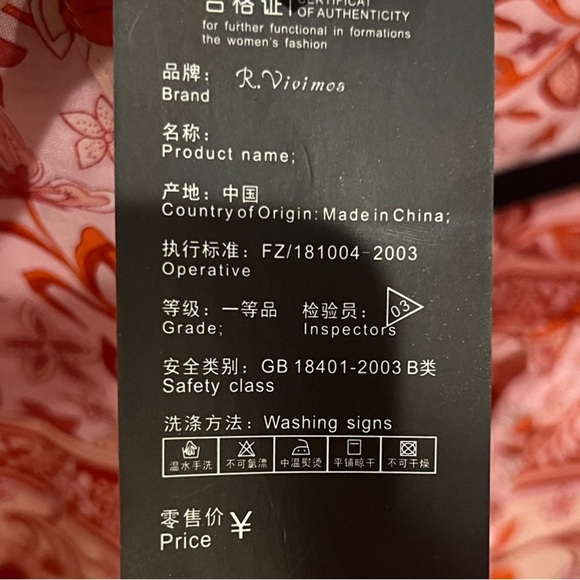 合格证 CERTIFICAT
OF AUTHENTICITY
for further functional in formations
the women's fashion
品牌: R.Vivimos
Brand
名称:
Product name;
产地: 中国
Country of Origin: Made in China;
执行标准: FZ/181004-2003
Operative
等级: 一等品 检验员: 03
Grade; Inspectors
安全类别: GB 18401-2003 B类
Safety class
洗涤方法: Washing signs
温水手洗 不可氯漂 中温熨烫 平铺晾干 不可干燥
零售价 ¥
Price